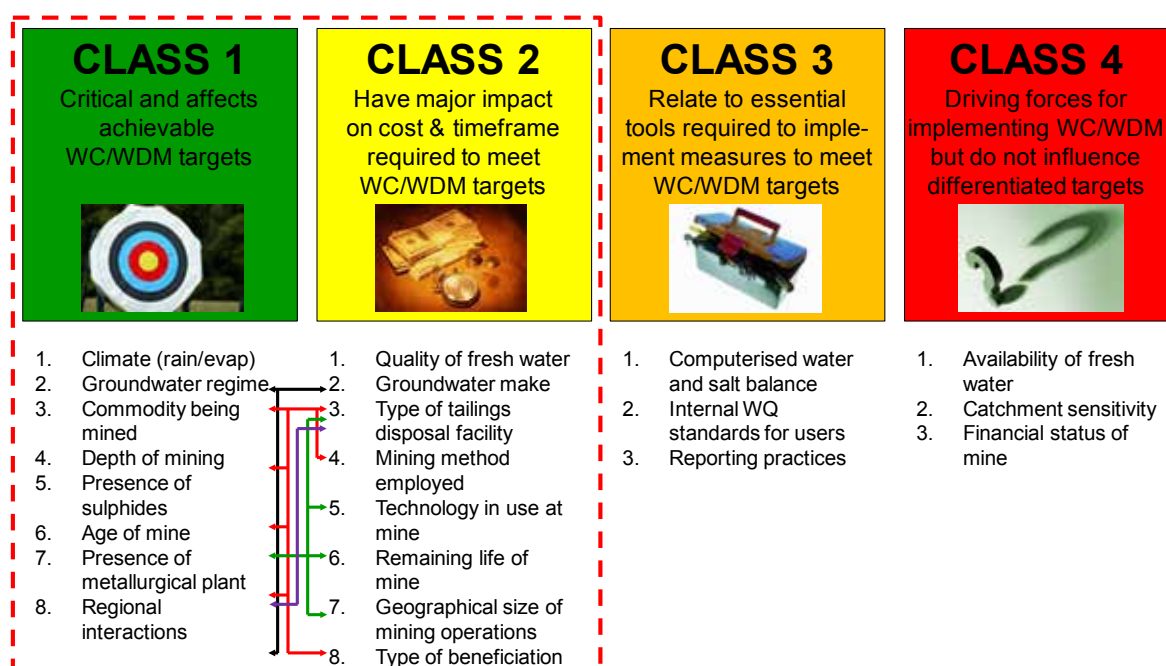 CLASS 1
Critical and affects
achievable
WC/WDM targets
CLASS 2
Have major impact
on cost & timeframe
required to meet
WC/WDM targets
CLASS 3
Relate to essential
tools required to imple-
ment measures to meet
WC/WDM targets
CLASS 4
Driving forces for
implementing WC/WDM
but do not influence
differentiated targets
1. Climate (rain/evap)
2. Groundwater regime
3. Commodity being
mined
4. Depth of mining
5. Presence of
sulphides
6. Age of mine
7. Presence of
metallurgical plant
8. Regional
interactions
1. Quality of fresh water
2. Groundwater make
3. Type of tailings
disposal facility
4. Mining method
employed
5. Technology in use at
mine
6. Remaining life of
mine
7. Geographical size of
mining operations
8. Type of beneficiation
1. Computerised water
and salt balance
2. Internal WQ
standards for users
3. Reporting practices
1. Availability of fresh
water
2. Catchment sensitivity
3. Financial status of
mine